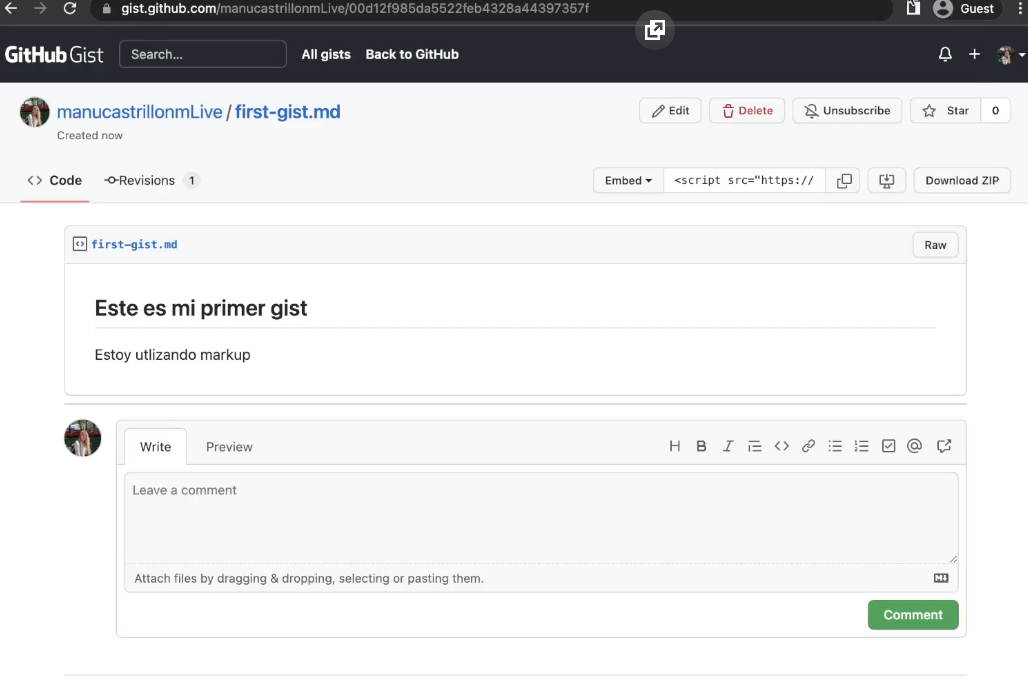 gist.github.com/manucastrillonmLive/00d12f985da5522feb4328a44397357f
Guest
GitHub Gist
Search...
All gists
Back to GitHub
manucastrillonmLive / first-gist.md
Created now
Edit
Delete
Unsubscribe
Star
0
Code
Revisions
1
Embed
<script src="https://
Download ZIP
first-gist.md
Raw
Este es mi primer gist
Estoy utlizando markup
Write
Preview
Leave a comment
Attach files by dragging & dropping, selecting or pasting them.
Comment